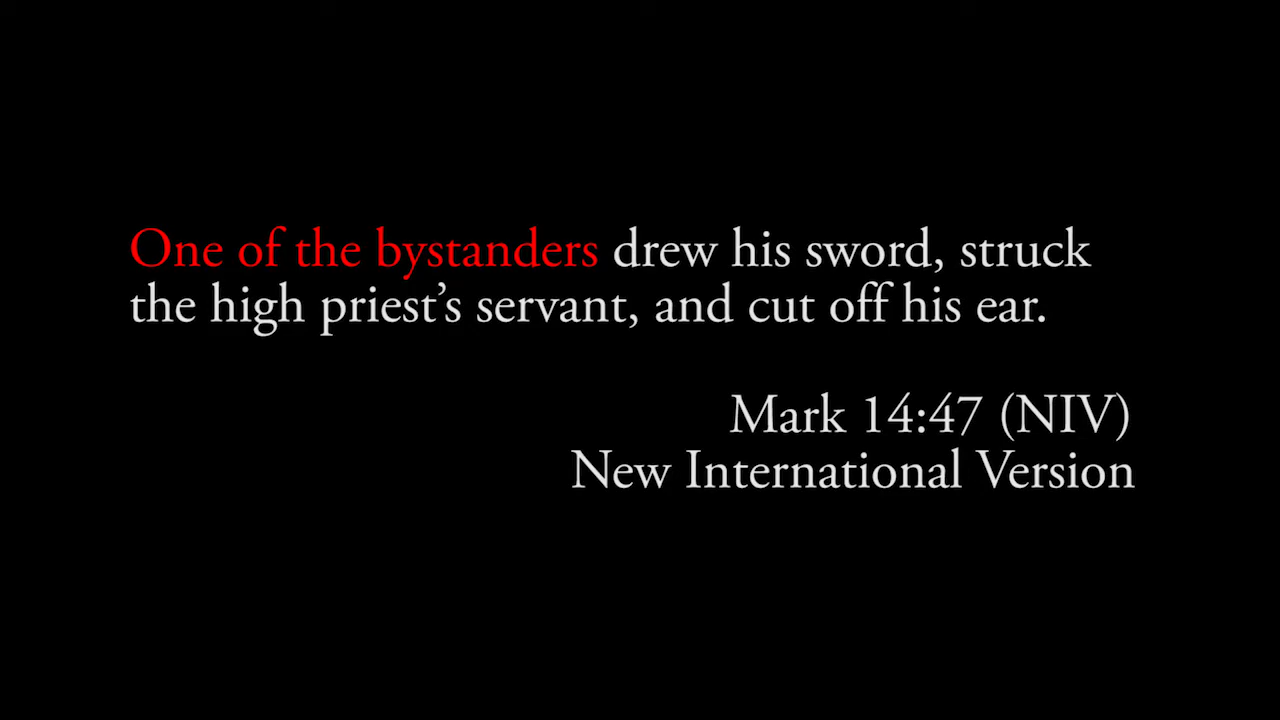 One of the bystanders drew his sword, struck
the high priest’s servant, and cut off his ear.
Mark 14:47 (NIV)
New International Version